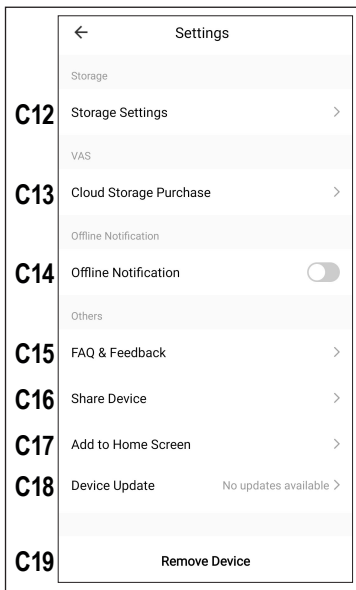 Settings
Storage
C12 Storage Settings
VAS
C13 Cloud Storage Purchase
Offline Notification
C14 Offline Notification
Others
C15 FAQ & Feedback
C16 Share Device
C17 Add to Home Screen
C18 Device Update No updates available
C19 Remove Device